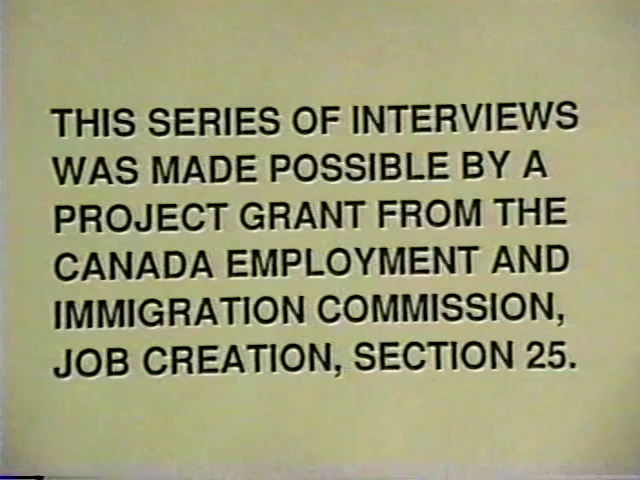 THIS SERIES OF INTERVIEWS
WAS MADE POSSIBLE BY A
PROJECT GRANT FROM THE
CANADA EMPLOYMENT AND
IMMIGRATION COMMISSION,
JOB CREATION, SECTION 25.